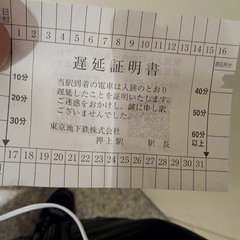 日付 1 2 3 4 5 6 7 8 9 10 11 12 13 14 15 16
遅延証明書
当駅到着の電車は入鋏のとおり
遅延したことを証明いたします。
ご迷惑をおかけし、誠に申し訳
ございませんでした。
東京地下鉄株式会社
押上駅 駅長
10分
20分
30分
40分
50分
60分
以上
17 18 19 20 21 22 23 24 25 26 27 28 29 30 31